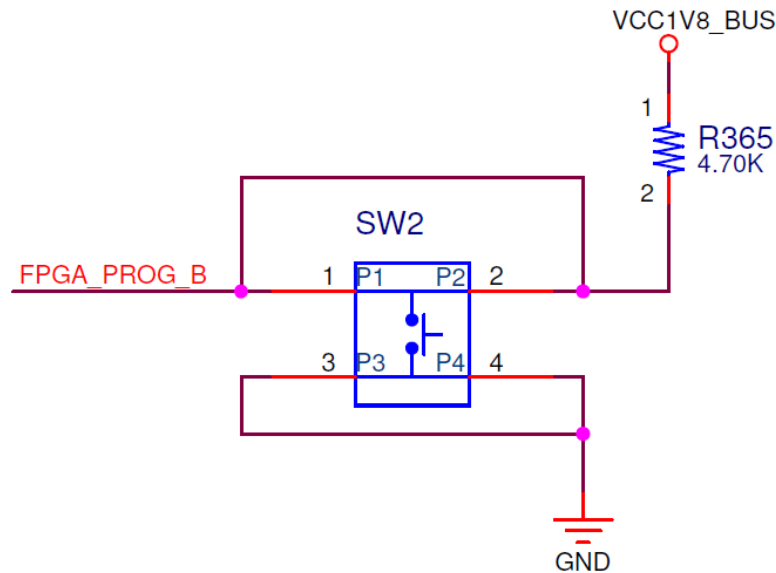 VCC1V8_BUS
1
R365
4.70K
2
SW2
FPGA_PROG_B
1
P1
P2
2
3
P3
P4
4
GND